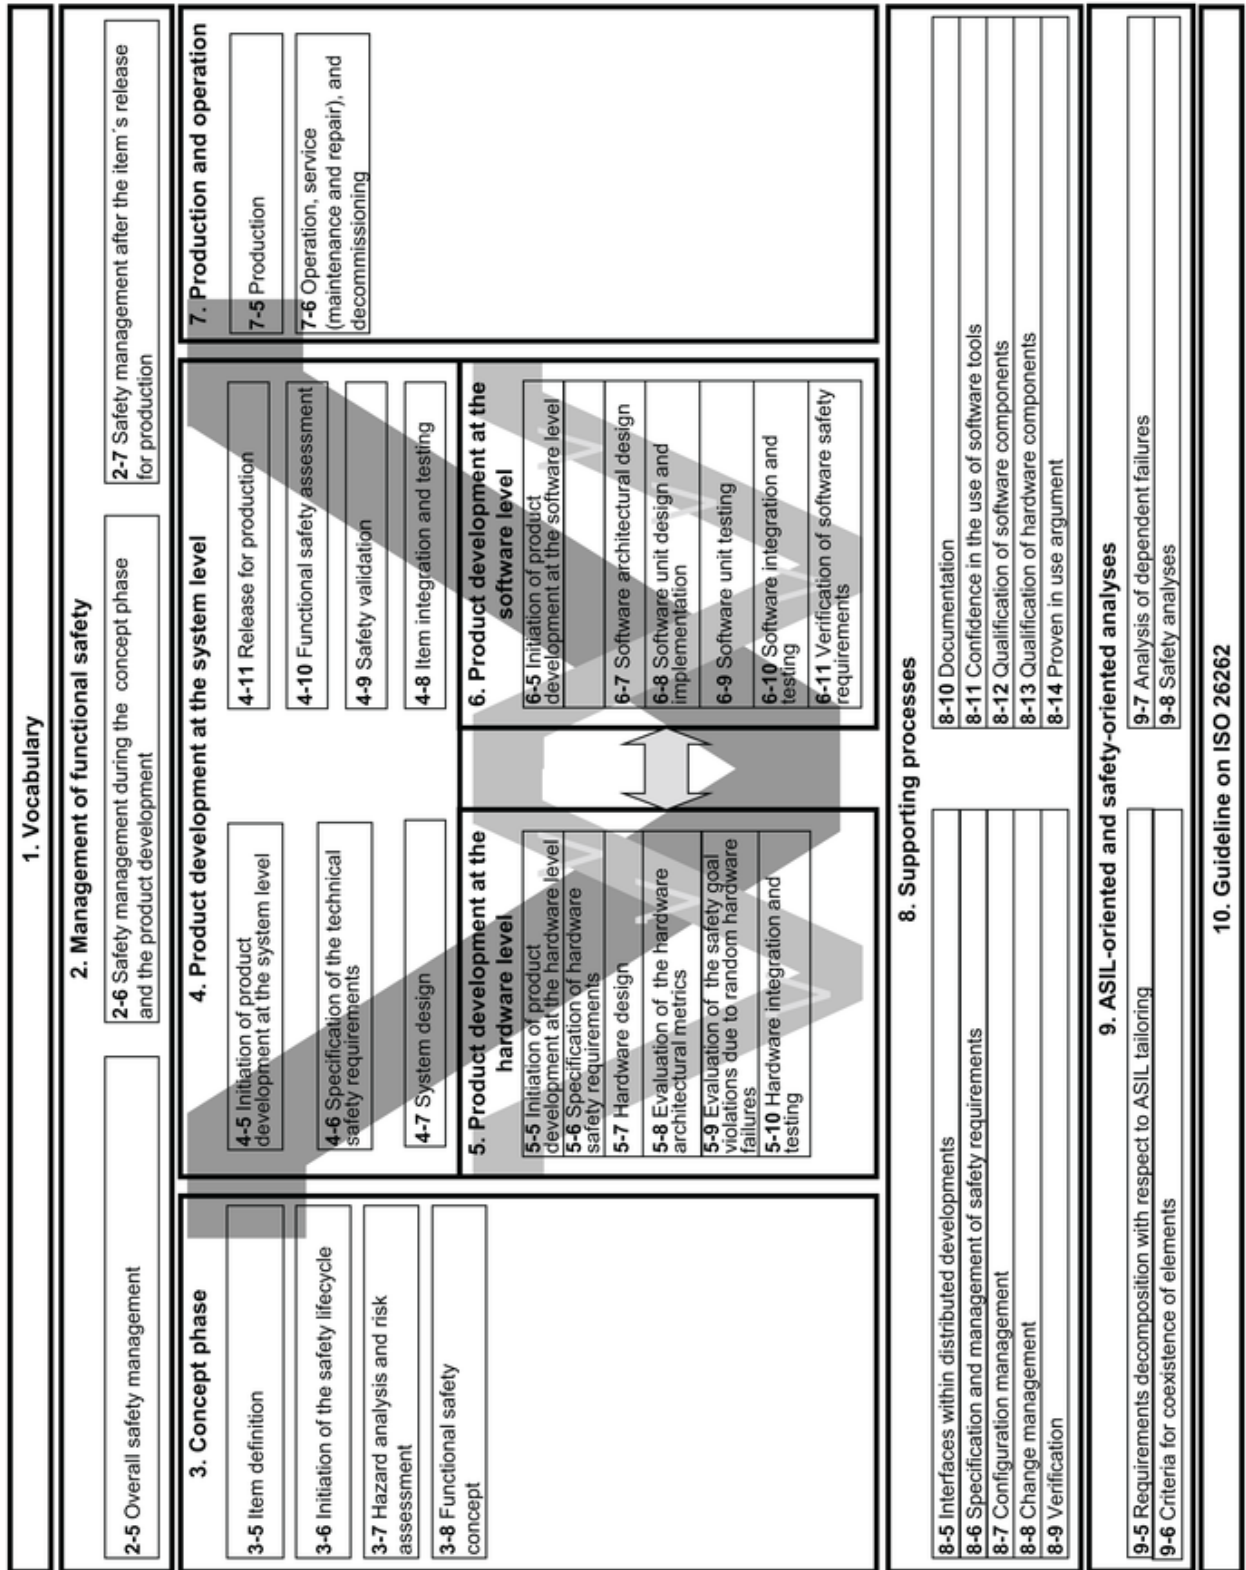 1. Vocabulary
2. Management of functional safety
2-5 Overall safety management
2-6 Safety management during the concept phase
and the product development
2-7 Safety management after the item´s release
for production
3. Concept phase
3-5 Item definition
3-6 Initiation of the safety lifecycle
3-7 Hazard analysis and risk
assessment
3-8 Functional safety
concept
4. Product development at the system level
4-5 Initiation of product
development at the system level
4-6 Specification of the technical
safety requirements
4-7 System design
4-11 Release for production
4-10 Functional safety assessment
4-9 Safety validation
4-8 Item integration and testing
5. Product development at the
hardware level
5-5 Initiation of product
development at the hardware level
5-6 Specification of hardware
safety requirements
5-7 Hardware design
5-8 Evaluation of the hardware
architectural metrics
5-9 Evaluation of the safety goal
violations due to random hardware
failures
5-10 Hardware integration and
testing
6. Product development at the
software level
6-5 Initiation of product
development at the software level
6-7 Software architectural design
6-8 Software unit design and
implementation
6-9 Software unit testing
6-10 Software integration and
testing
6-11 Verification of software safety
requirements
7. Production and operation
7-5 Production
7-6 Operation, service
(maintenance and repair), and
decommissioning
8. Supporting processes
8-5 Interfaces within distributed developments
8-6 Specification and management of safety requirements
8-7 Configuration management
8-8 Change management
8-9 Verification
8-10 Documentation
8-11 Confidence in the use of software tools
8-12 Qualification of software components
8-13 Qualification of hardware components
8-14 Proven in use argument
9. ASIL-oriented and safety-oriented analyses
9-5 Requirements decomposition with respect to ASIL tailoring
9-6 Criteria for coexistence of elements
9-7 Analysis of dependent failures
9-8 Safety analyses
10. Guideline on ISO 26262